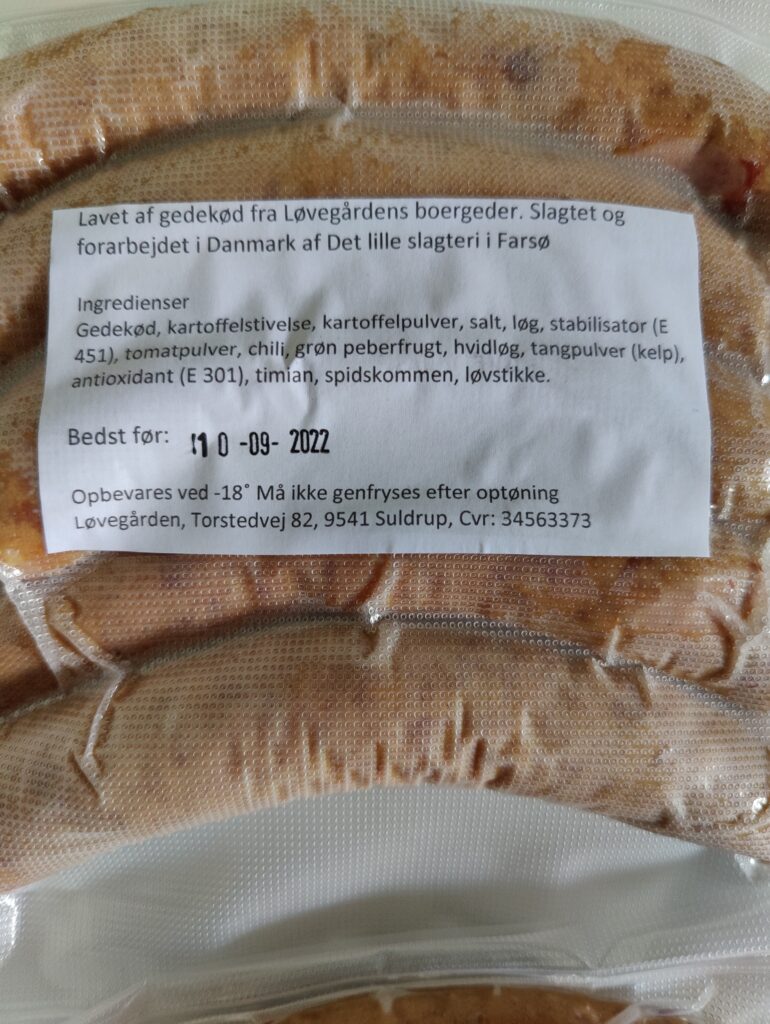 Lavet af gedekød fra Løvegårdens boergeder. Slagtet og
forarbejdet i Danmark af Det lille slagteri i Farsø
Ingredienser
Gedekød, kartoffelstivelse, kartoffelpulver, salt, løg, stabilisator (E
451), tomatpulver, chili, grøn peberfrugt, hvidløg, tangpulver (kelp),
antioxidant (E 301), timian, spidskommen, løvstikke.
Bedst før: 10 -09- 2022
Opbevares ved -18° Må ikke genfryses efter optøning
Løvegården, Torstedvej 82, 9541 Suldrup, Cvr: 34563373